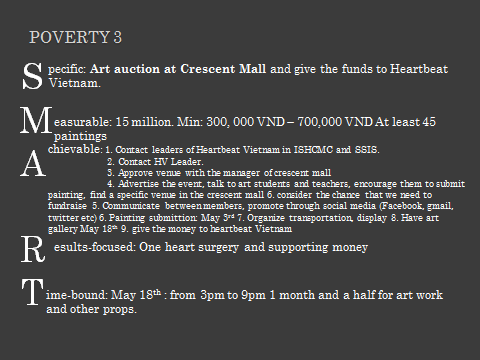 POVERTY 3
Specific: Art auction at Crescent Mall and give the funds to Heartbeat
Vietnam.
Measurable: 15 million. Min: 300, 000 VND – 700,000 VND At least 45
paintings
Achievable: 1. Contact leaders of Heartbeat Vietnam in ISHCMC and SSIS.
2. Contact HV Leader.
3. Approve venue with the manager of crescent mall
4. Advertise the event, talk to art students and teachers, encourage them to submit
painting, find a specific venue in the crescent mall 6. consider the chance that we need to
fundraise 5. Communicate between members, promote through social media (Facebook, gmail,
twitter etc) 6. Painting submittion: May 3rd 7. Organize transportation, display 8. Have art
gallery May 18th 9. give the money to heartbeat Vietnam
Results-focused: One heart surgery and supporting money
Time-bound: May 18th : from 3pm to 9pm 1 month and a half for art work
and other props.